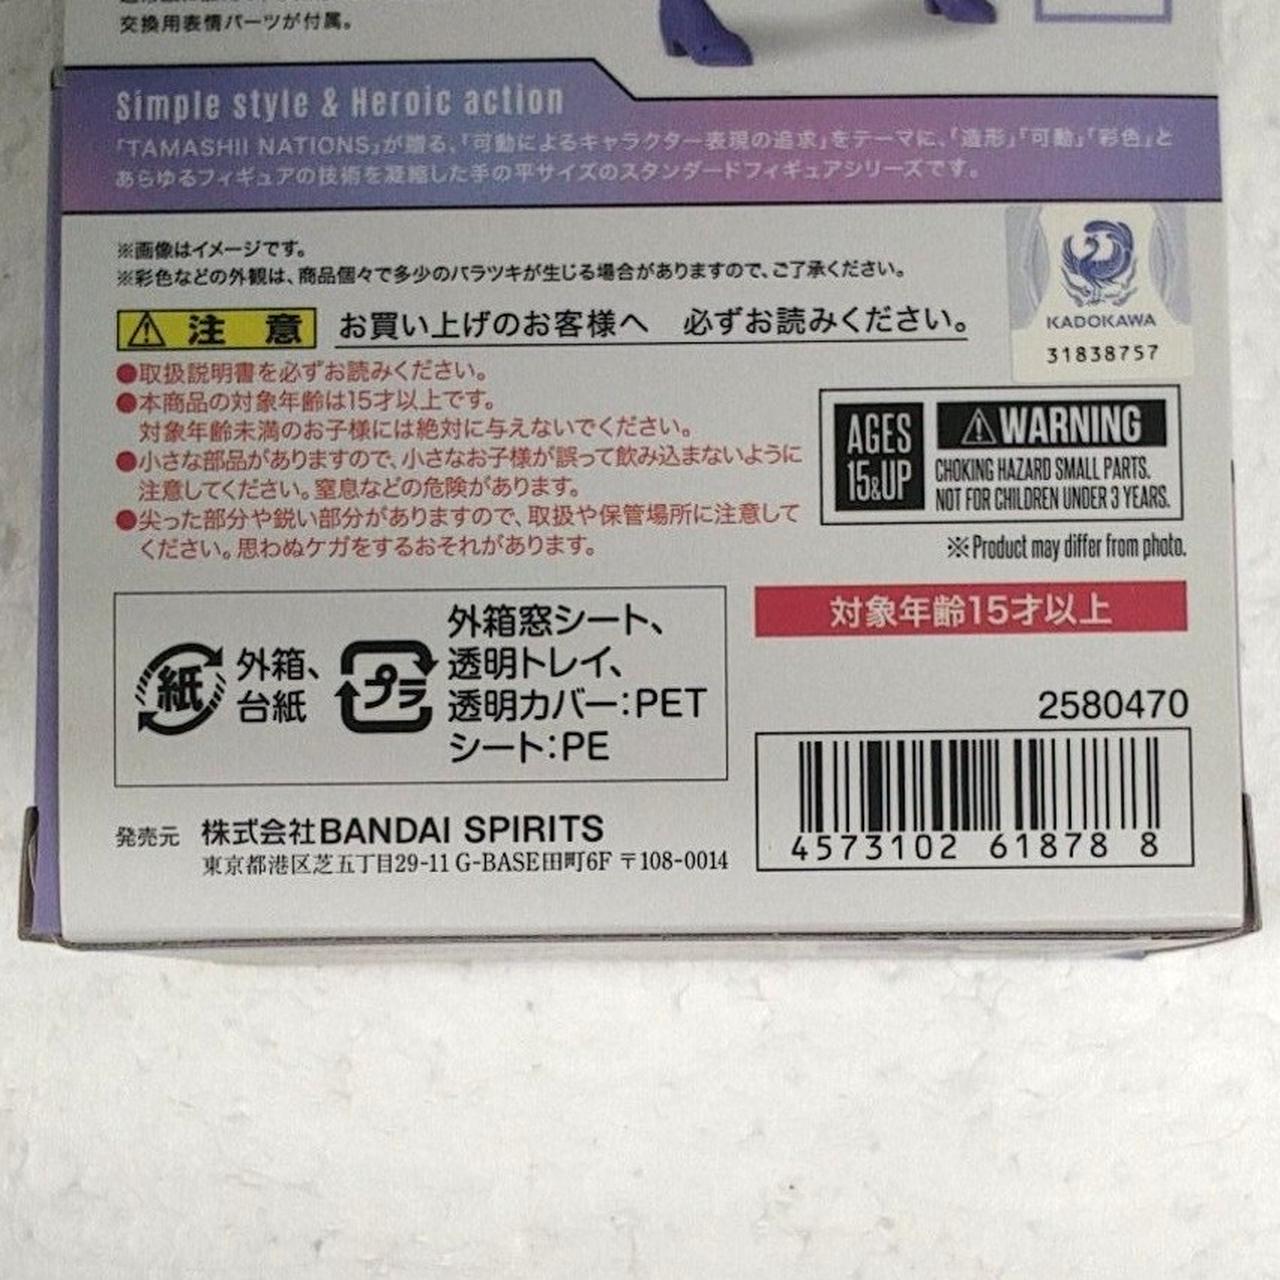 交換用表情パーツが付属。
Simple style & Heroic action
「TAMASHII NATIONS」が贈る、「可動によるキャラクター表現の追求」をテーマに、「造形」「可動」「彩色」と
あらゆるフィギュアの技術を凝縮した手の平サイズのスタンダードフィギュアシリーズです。
※画像はイメージです。
※彩色などの外観は、商品個々で多少のバラツキが生じる場合がありますので、ご了承ください。
注 意 お買い上げのお客様へ 必ずお読みください。
●取扱説明書を必ずお読みください。
●本商品の対象年齢は15才以上です。
対象年齢未満のお子様には絶対に与えないでください。
●小さな部品がありますので、小さなお子様が誤って飲み込まないように
注意してください。窒息などの危険があります。
●尖った部分や鋭い部分がありますので、取扱や保管場所に注意して
ください。思わぬケガをするおそれがあります。
KADOKAWA
31838757
AGES
15&UP
WARNING
CHOKING HAZARD SMALL PARTS.
NOT FOR CHILDREN UNDER 3 YEARS.
※Product may differ from photo.
対象年齢15才以上
紙
外箱、
台紙
プラ
外箱窓シート、
透明トレイ、
透明カバー:PET
シート:PE
2580470
4573102 61878 8
発売元 株式会社BANDAI SPIRITS
東京都港区芝五丁目29-11 G-BASE田町6F 〒108-0014